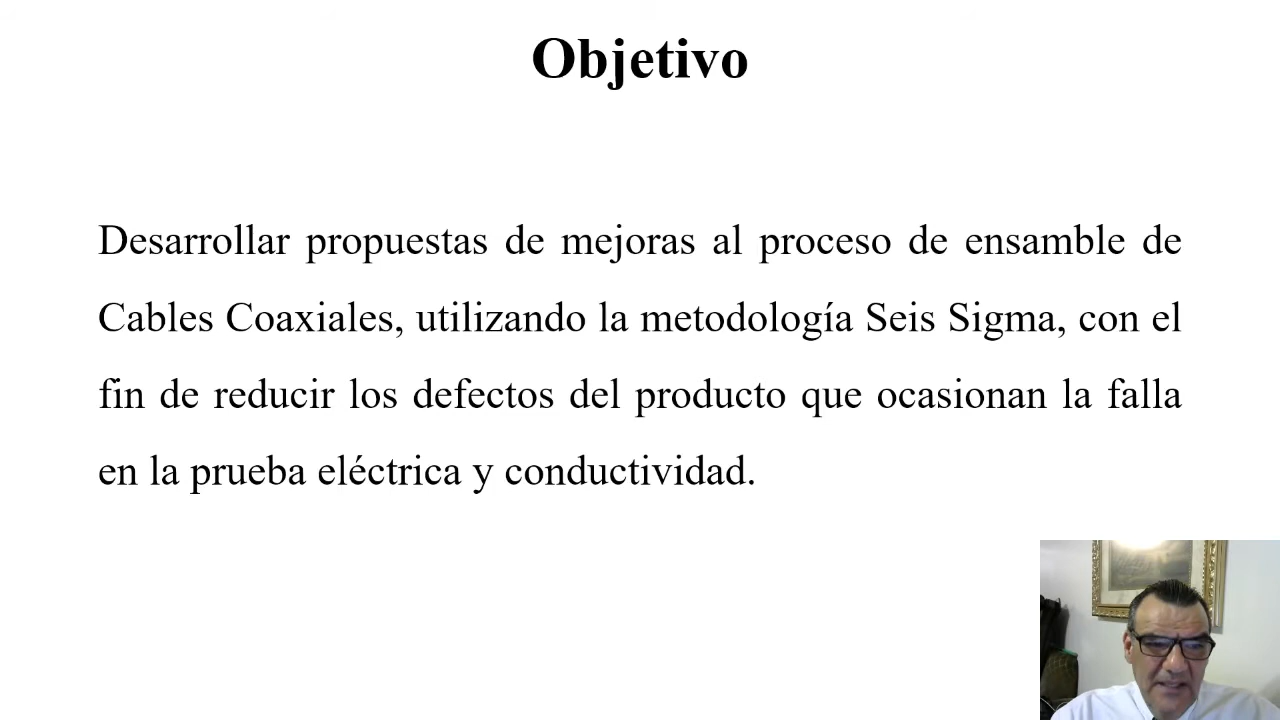 Objetivo
Desarrollar propuestas de mejoras al proceso de ensamble de
Cables Coaxiales, utilizando la metodología Seis Sigma, con el
fin de reducir los defectos del producto que ocasionan la falla
en la prueba eléctrica y conductividad.